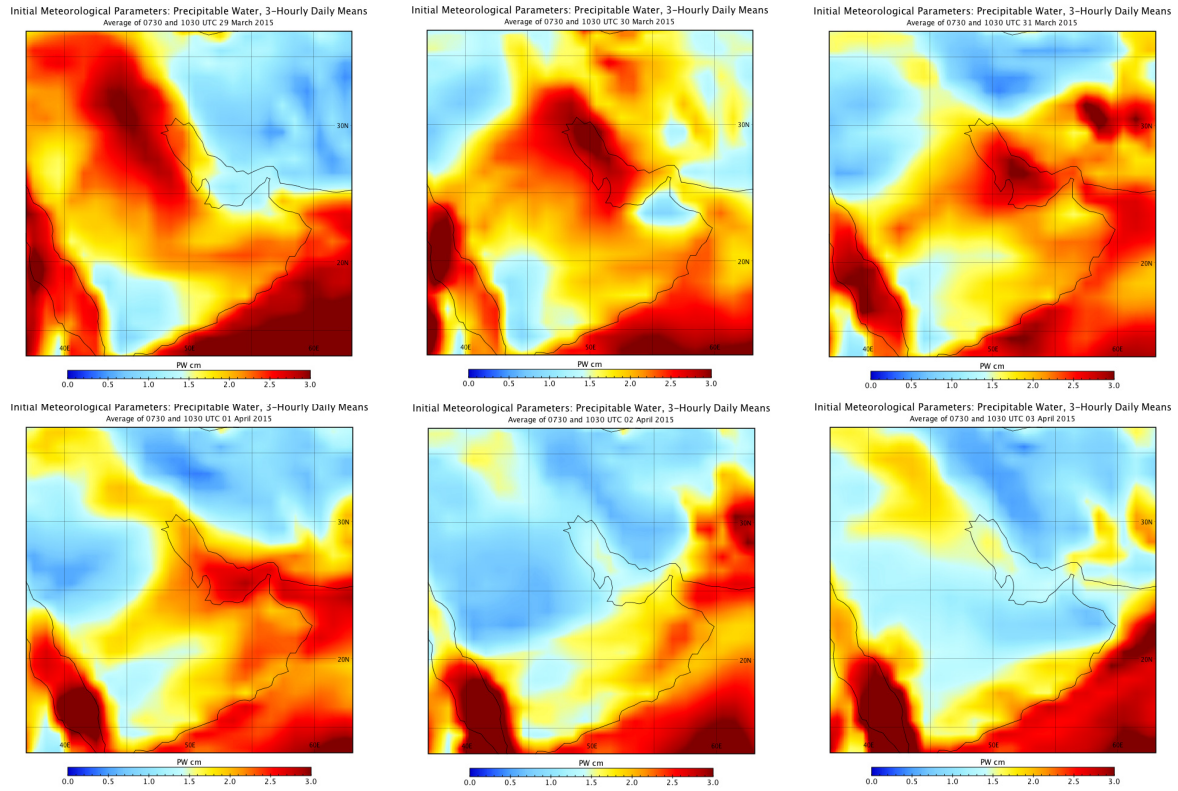 Initial Meteorological Parameters: Precipitable Water, 3-Hourly Daily Means
Average of 0730 and 1030 UTC 29 March 2015
30N
20N
40E 60E
PW cm
0.0 0.5 1.0 1.5 2.0 2.5 3.0
Initial Meteorological Parameters: Precipitable Water, 3-Hourly Daily Means
Average of 0730 and 1030 UTC 30 March 2015
30N
20N
50E
PW cm
0.0 0.5 1.0 1.5 2.0 2.5 3.0
Initial Meteorological Parameters: Precipitable Water, 3-Hourly Daily Means
Average of 0730 and 1030 UTC 31 March 2015
30N
20N
40E 50E 60E
PW cm
0.0 0.5 1.0 1.5 2.0 2.5 3.0
Initial Meteorological Parameters: Precipitable Water, 3-Hourly Daily Means
Average of 0730 and 1030 UTC 01 April 2015
30N
20N
40E 50E 60E
PW cm
0.0 0.5 1.0 1.5 2.0 2.5 3.0
Initial Meteorological Parameters: Precipitable Water, 3-Hourly Daily Means
Average of 0730 and 1030 UTC 02 April 2015
30N
20N
50E 60E
PW cm
0.0 0.5 1.0 1.5 2.0 2.5 3.0
Initial Meteorological Parameters: Precipitable Water, 3-Hourly Daily Means
Average of 0730 and 1030 UTC 03 April 2015
30N
20N
50E
PW cm
0.0 0.5 1.0 1.5 2.0 2.5 3.0